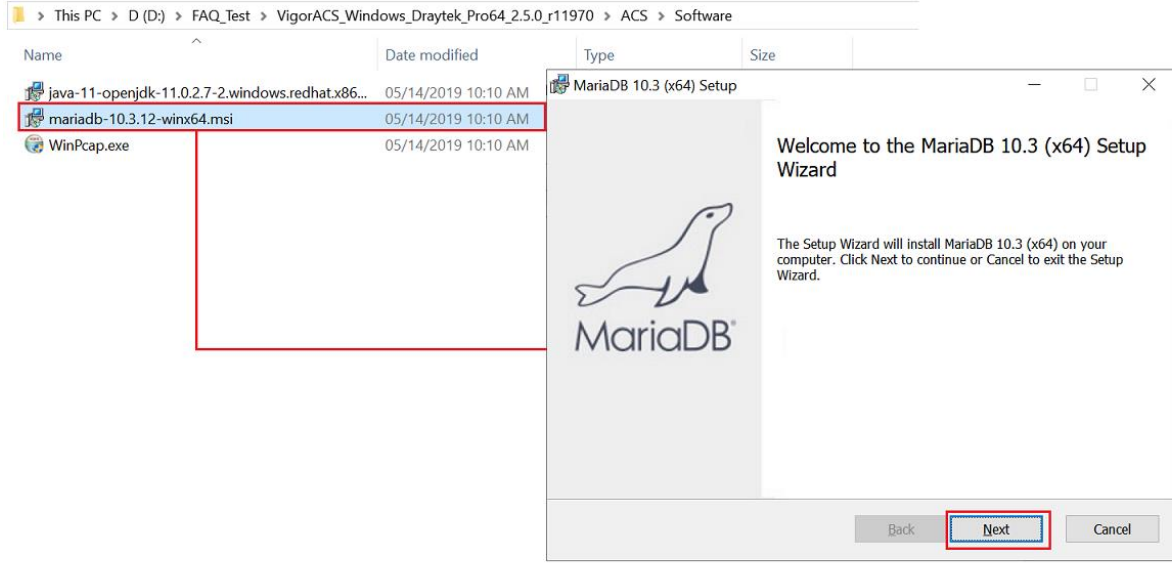 > This PC > D (D:) > FAQ_Test > VigorACS_Windows_Draytek_Pro64_2.5.0_r11970 > ACS > Software
Name Date modified Type Size
java-11-openjdk-11.0.2.7-2.windows.redhat.x86... 05/14/2019 10:10 AM
mariadb-10.3.12-winx64.msi 05/14/2019 10:10 AM
WinPcap.exe 05/14/2019 10:10 AM
MariaDB 10.3 (x64) Setup
Welcome to the MariaDB 10.3 (x64) Setup
Wizard
The Setup Wizard will install MariaDB 10.3 (x64) on your
computer. Click Next to continue or Cancel to exit the Setup
Wizard.
MariaDB
Back Next Cancel